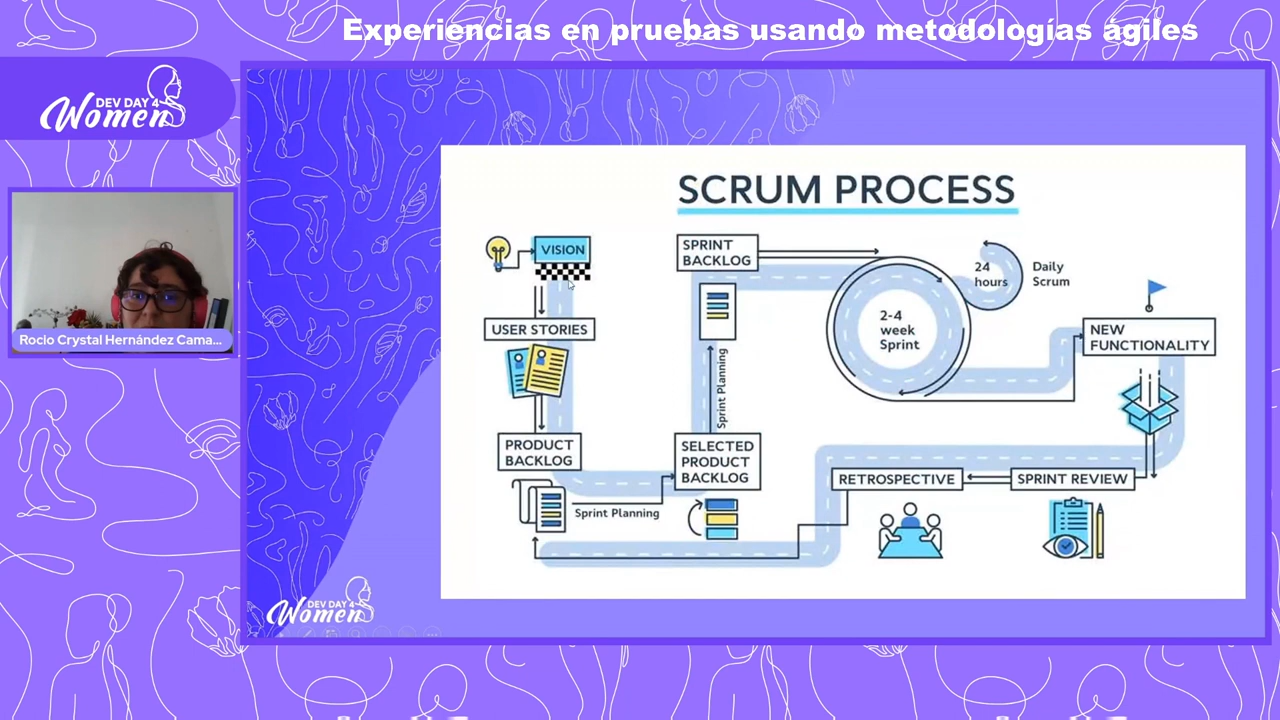 Experiencias en pruebas usando metodologías ágiles
DEV DAY 4
Women
Rocio Crystal Hernández Cama...
SCRUM PROCESS
VISION
USER STORIES
PRODUCT
BACKLOG
Sprint Planning
SELECTED
PRODUCT
BACKLOG
Sprint Planning
SPRINT
BACKLOG
2-4
week
Sprint
24
hours
Daily
Scrum
NEW
FUNCTIONALITY
SPRINT REVIEW
RETROSPECTIVE
DEV DAY 4
Women